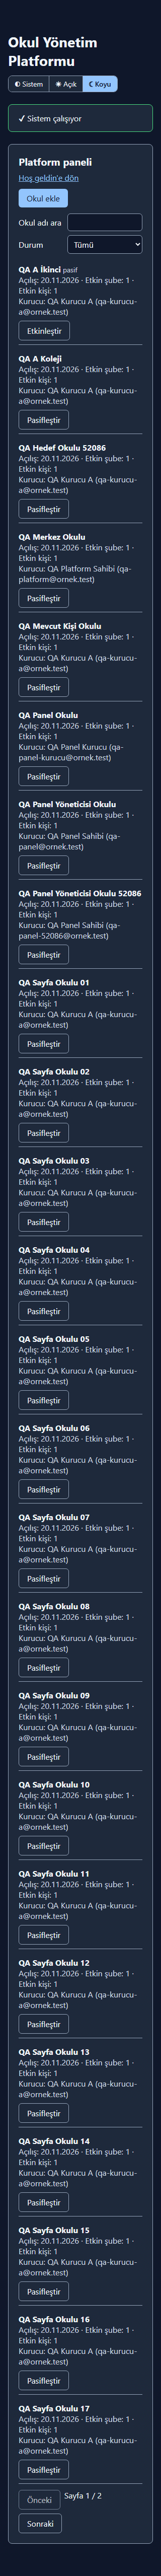 Okul Yönetim
Platformu
Sistem Açık Koyu
✓ Sistem çalışıyor
Platform paneli
Hoş geldin'e dön
Okul ekle
Okul adı ara
Durum Tümü
QA A İkinci pasif
Açılış: 20.11.2026 · Etkin şube: 1 ·
Etkin kişi: 1
Kurucu: QA Kurucu A (qa-kurucu-
a@ornek.test)
Etkinleştir
QA A Koleji
Açılış: 20.11.2026 · Etkin şube: 1 ·
Etkin kişi: 1
Kurucu: QA Kurucu A (qa-kurucu-
a@ornek.test)
Pasifleştir
QA Hedef Okulu 52086
Açılış: 20.11.2026 · Etkin şube: 1 ·
Etkin kişi: 1
Kurucu: QA Kurucu A (qa-kurucu-
a@ornek.test)
Pasifleştir
QA Merkez Okulu
Açılış: 20.11.2026 · Etkin şube: 1 ·
Etkin kişi: 1
Kurucu: QA Platform Sahibi (qa-
platform@ornek.test)
Pasifleştir
QA Mevcut Kişi Okulu
Açılış: 20.11.2026 · Etkin şube: 1 ·
Etkin kişi: 1
Kurucu: QA Kurucu A (qa-kurucu-
a@ornek.test)
Pasifleştir
QA Panel Okulu
Açılış: 20.11.2026 · Etkin şube: 1 ·
Etkin kişi: 1
Kurucu: QA Panel Kurucu (qa-
panel-kurucu@ornek.test)
Pasifleştir
QA Panel Yöneticisi Okulu
Açılış: 20.11.2026 · Etkin şube: 1 ·
Etkin kişi: 1
Kurucu: QA Panel Sahibi (qa-
panel@ornek.test)
Pasifleştir
QA Panel Yöneticisi Okulu 52086
Açılış: 20.11.2026 · Etkin şube: 1 ·
Etkin kişi: 1
Kurucu: QA Panel Sahibi (qa-
panel-52086@ornek.test)
Pasifleştir
QA Sayfa Okulu 01
Açılış: 20.11.2026 · Etkin şube: 1 ·
Etkin kişi: 1
Kurucu: QA Kurucu A (qa-kurucu-
a@ornek.test)
Pasifleştir
QA Sayfa Okulu 02
Açılış: 20.11.2026 · Etkin şube: 1 ·
Etkin kişi: 1
Kurucu: QA Kurucu A (qa-kurucu-
a@ornek.test)
Pasifleştir
QA Sayfa Okulu 03
Açılış: 20.11.2026 · Etkin şube: 1 ·
Etkin kişi: 1
Kurucu: QA Kurucu A (qa-kurucu-
a@ornek.test)
Pasifleştir
QA Sayfa Okulu 04
Açılış: 20.11.2026 · Etkin şube: 1 ·
Etkin kişi: 1
Kurucu: QA Kurucu A (qa-kurucu-
a@ornek.test)
Pasifleştir
QA Sayfa Okulu 05
Açılış: 20.11.2026 · Etkin şube: 1 ·
Etkin kişi: 1
Kurucu: QA Kurucu A (qa-kurucu-
a@ornek.test)
Pasifleştir
QA Sayfa Okulu 06
Açılış: 20.11.2026 · Etkin şube: 1 ·
Etkin kişi: 1
Kurucu: QA Kurucu A (qa-kurucu-
a@ornek.test)
Pasifleştir
QA Sayfa Okulu 07
Açılış: 20.11.2026 · Etkin şube: 1 ·
Etkin kişi: 1
Kurucu: QA Kurucu A (qa-kurucu-
a@ornek.test)
Pasifleştir
QA Sayfa Okulu 08
Açılış: 20.11.2026 · Etkin şube: 1 ·
Etkin kişi: 1
Kurucu: QA Kurucu A (qa-kurucu-
a@ornek.test)
Pasifleştir
QA Sayfa Okulu 09
Açılış: 20.11.2026 · Etkin şube: 1 ·
Etkin kişi: 1
Kurucu: QA Kurucu A (qa-kurucu-
a@ornek.test)
Pasifleştir
QA Sayfa Okulu 10
Açılış: 20.11.2026 · Etkin şube: 1 ·
Etkin kişi: 1
Kurucu: QA Kurucu A (qa-kurucu-
a@ornek.test)
Pasifleştir
QA Sayfa Okulu 11
Açılış: 20.11.2026 · Etkin şube: 1 ·
Etkin kişi: 1
Kurucu: QA Kurucu A (qa-kurucu-
a@ornek.test)
Pasifleştir
QA Sayfa Okulu 12
Açılış: 20.11.2026 · Etkin şube: 1 ·
Etkin kişi: 1
Kurucu: QA Kurucu A (qa-kurucu-
a@ornek.test)
Pasifleştir
QA Sayfa Okulu 13
Açılış: 20.11.2026 · Etkin şube: 1 ·
Etkin kişi: 1
Kurucu: QA Kurucu A (qa-kurucu-
a@ornek.test)
Pasifleştir
QA Sayfa Okulu 14
Açılış: 20.11.2026 · Etkin şube: 1 ·
Etkin kişi: 1
Kurucu: QA Kurucu A (qa-kurucu-
a@ornek.test)
Pasifleştir
QA Sayfa Okulu 15
Açılış: 20.11.2026 · Etkin şube: 1 ·
Etkin kişi: 1
Kurucu: QA Kurucu A (qa-kurucu-
a@ornek.test)
Pasifleştir
QA Sayfa Okulu 16
Açılış: 20.11.2026 · Etkin şube: 1 ·
Etkin kişi: 1
Kurucu: QA Kurucu A (qa-kurucu-
a@ornek.test)
Pasifleştir
QA Sayfa Okulu 17
Açılış: 20.11.2026 · Etkin şube: 1 ·
Etkin kişi: 1
Kurucu: QA Kurucu A (qa-kurucu-
a@ornek.test)
Pasifleştir
Önceki Sayfa 1 / 2
Sonraki